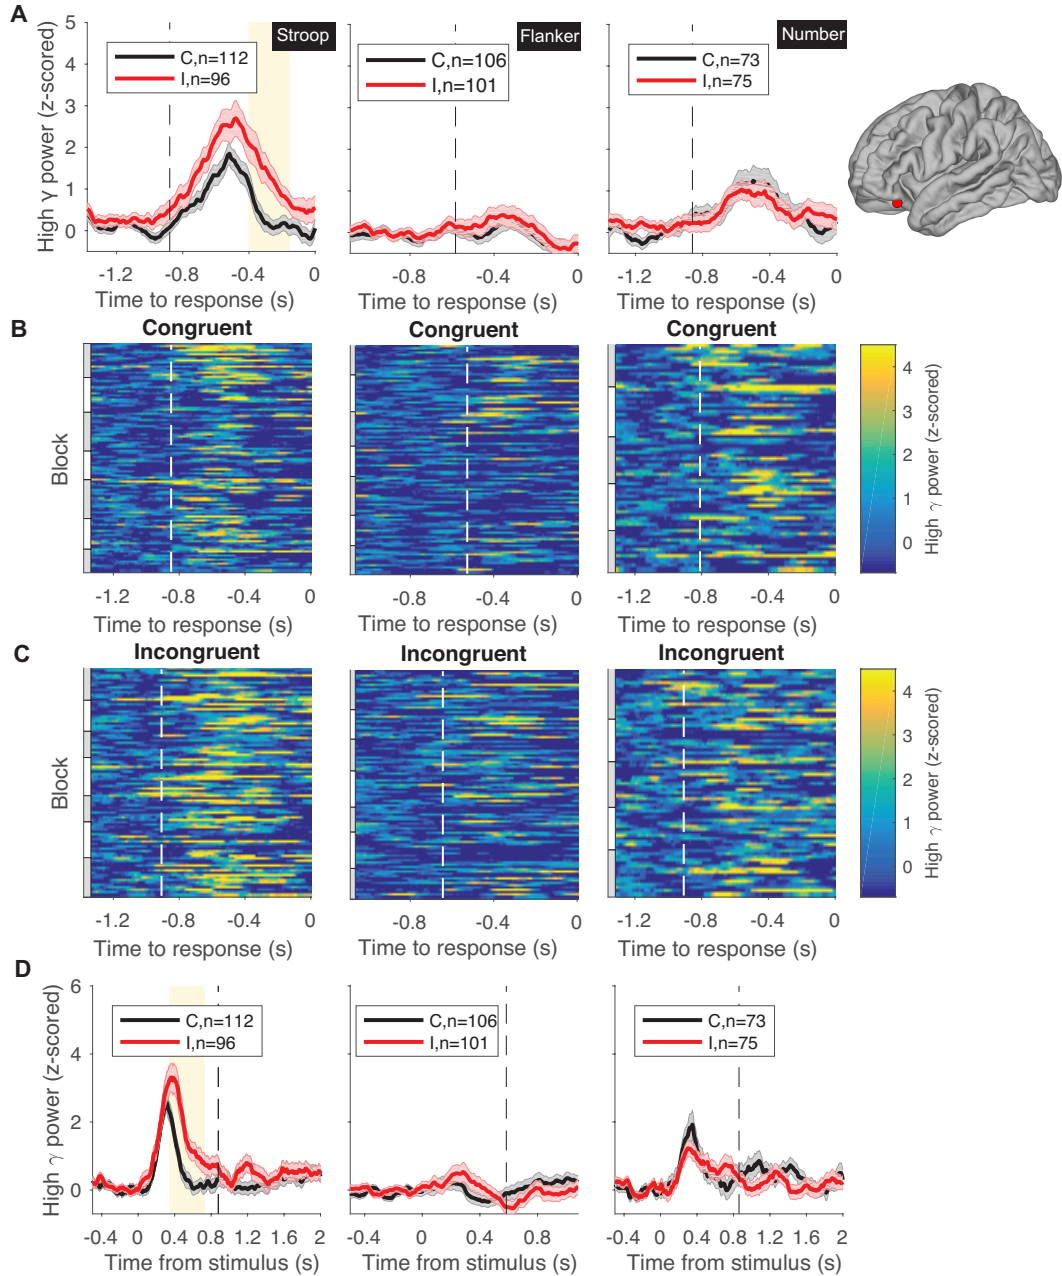 A
Stroop
Flanker
Number
C,n=112
I,n=96
C,n=106
I,n=101
C,n=73
I,n=75
High γ power (z-scored)
5
4
3
2
1
0
-1.2 -0.8 -0.4 0
-1.2 -0.8 -0.4 0
-1.2 -0.8 -0.4 0
Time to response (s)
Time to response (s)
Time to response (s)
B
Congruent
Congruent
Congruent
Block
-1.2 -0.8 -0.4 0
-1.2 -0.8 -0.4 0
-1.2 -0.8 -0.4 0
Time to response (s)
Time to response (s)
Time to response (s)
4
3
2
1
0
High γ power (z-scored)
C
Incongruent
Incongruent
Incongruent
Block
-1.2 -0.8 -0.4 0
-1.2 -0.8 -0.4 0
-1.2 -0.8 -0.4 0
Time to response (s)
Time to response (s)
Time to response (s)
4
3
2
1
0
High γ power (z-scored)
D
C,n=112
I,n=96
C,n=106
I,n=101
C,n=73
I,n=75
High γ power (z-scored)
6
4
2
0
-0.4 0 0.4 0.8 1.2 1.6 2
-0.4 0 0.4 0.8
-0.4 0 0.4 0.8 1.2 1.6 2
Time from stimulus (s)
Time from stimulus (s)
Time from stimulus (s)